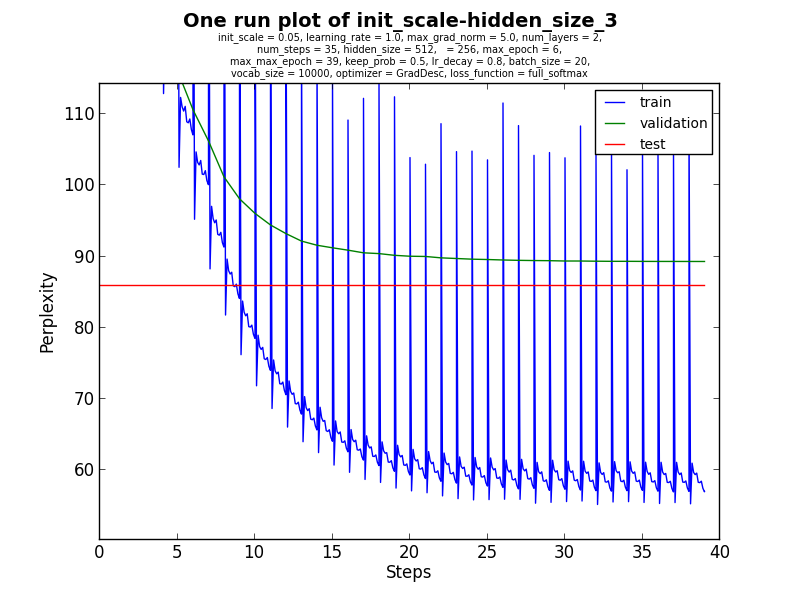 One run plot of init_scale-hidden_size_3
init_scale = 0.05, learning_rate = 1.0, max_grad_norm = 5.0, num_layers = 2,
num_steps = 35, hidden_size = 512,   = 256, max_epoch = 6,
max_max_epoch = 39, keep_prob = 0.5, lr_decay = 0.8, batch_size = 20,
vocab_size = 10000, optimizer = GradDesc, loss_function = full_softmax
train
validation
test
110
100
90
80
70
60
Perplexity
0 5 10 15 20 25 30 35 40
Steps